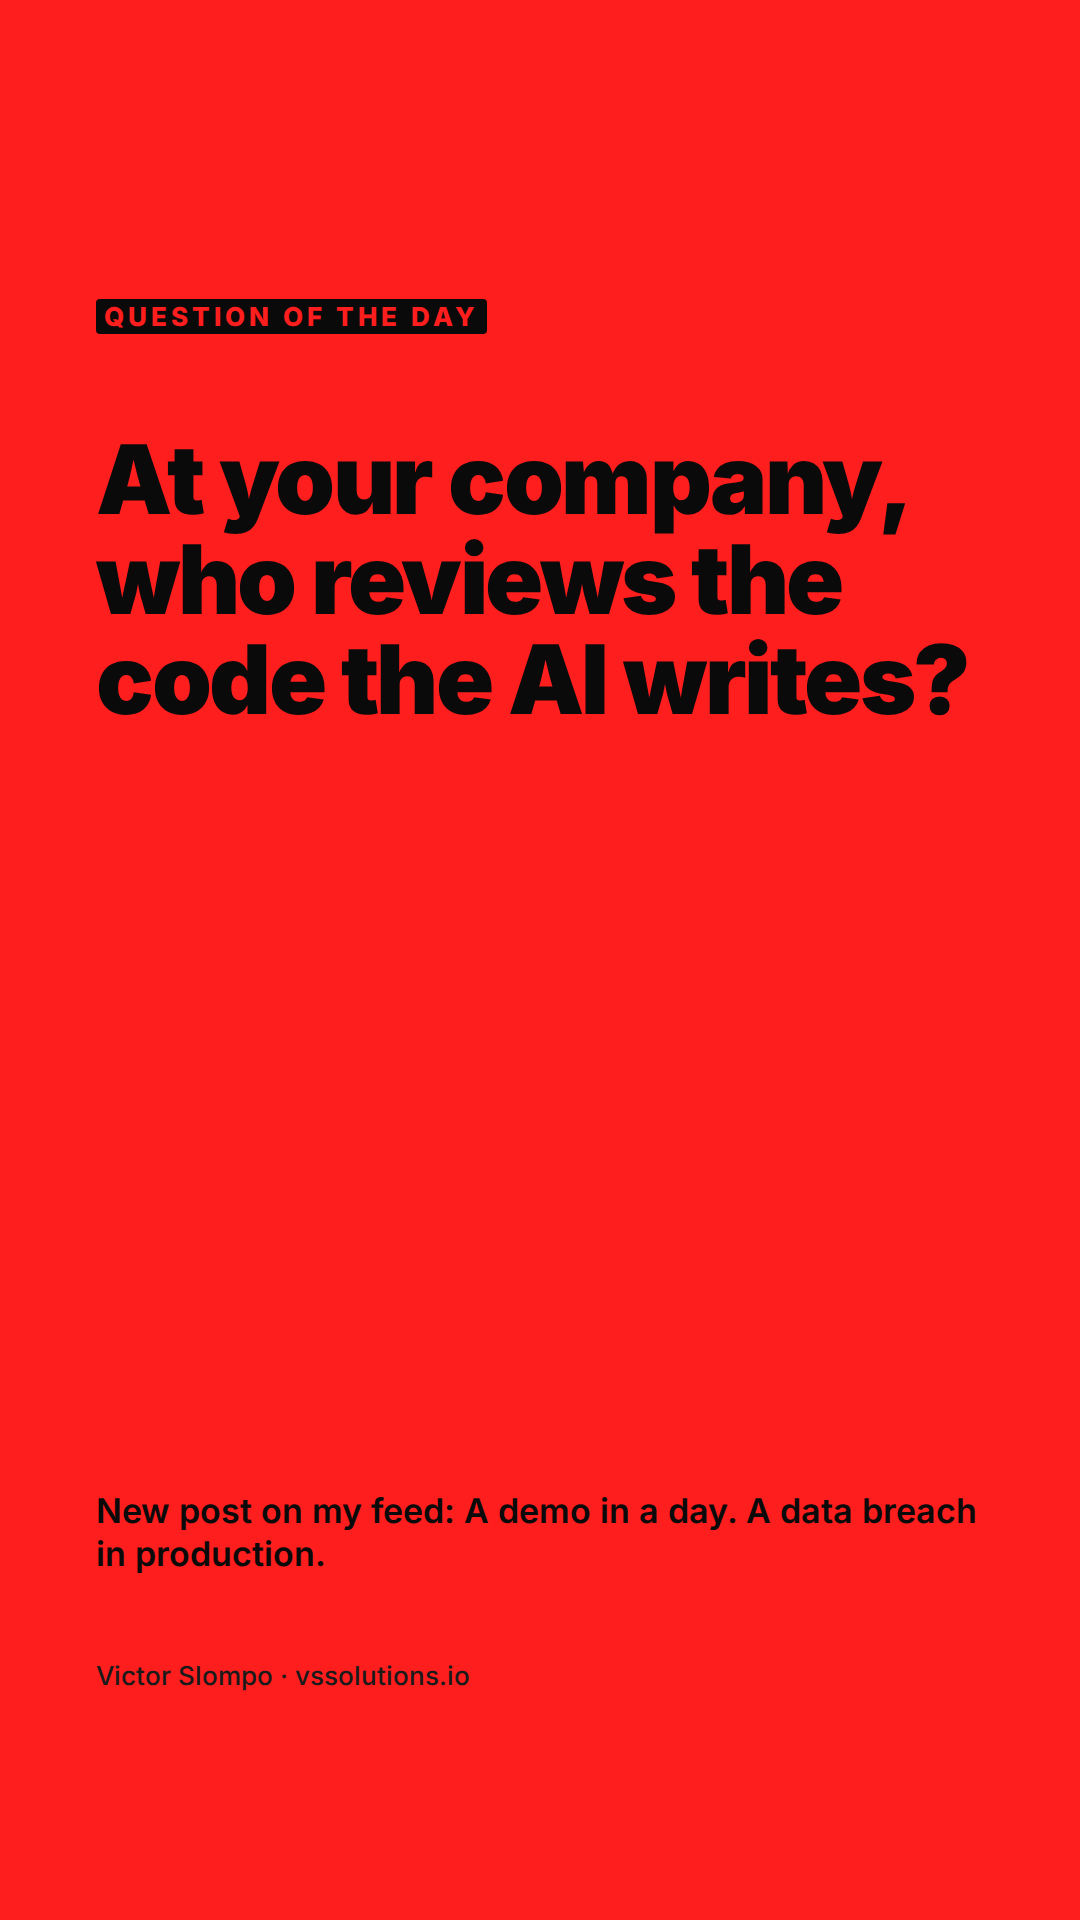 QUESTION OF THE DAY
At your company,
who reviews the
code the AI writes?
New post on my feed: A demo in a day. A data breach
in production.
Victor Slompo · vssolutions.io